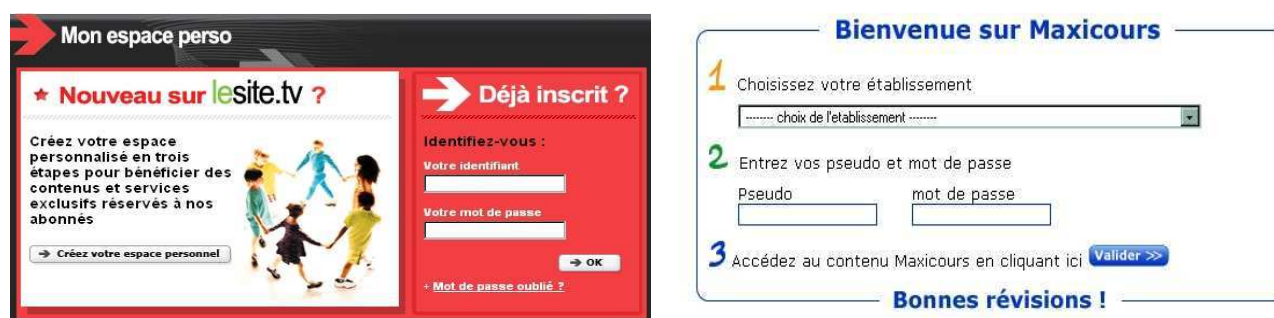 Mon espace perso
★ Nouveau sur lesite.tv ?
Créez votre espace
personnalisé en trois
étapes pour bénéficier des
contenus et services
exclusifs réservés à nos
abonnés
→ Créez votre espace personnel
Déjà inscrit ?
Identifiez-vous :
Votre identifiant
Votre mot de passe
→ OK
+ Mot de passe oublié ?
Bienvenue sur Maxicours
1 Choisissez votre établissement
-------- choix de l'etablissement --------
2 Entrez vos pseudo et mot de passe
Pseudo mot de passe
3 Accédez au contenu Maxicours en cliquant ici Valider >>
Bonnes révisions !